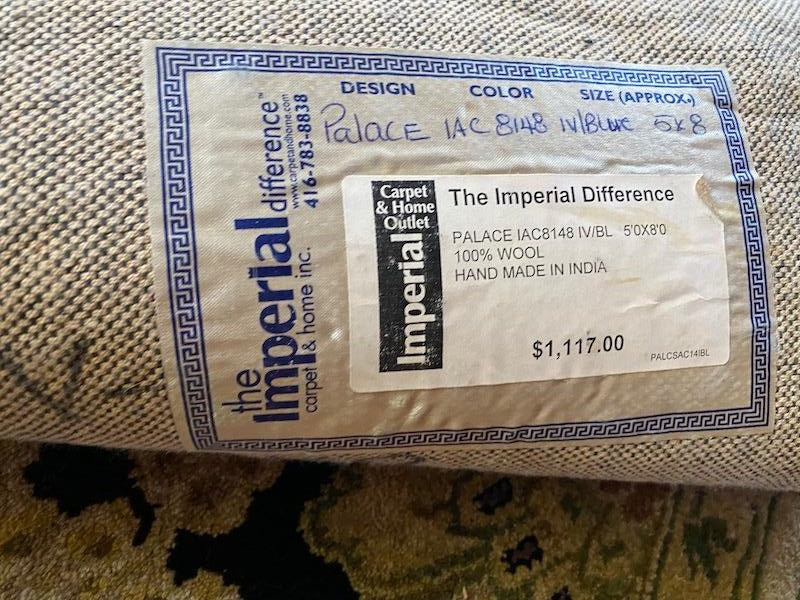 the Imperial difference™
carpet & home inc.
www.carpetandhome.com
416-783-8838
DESIGN COLOR SIZE (APPROX.)
Palace IAC 8148 IV/Blue 5x8
Carpet
& Home
Outlet
Imperial
The Imperial Difference
PALACE IAC8148 IV/BL 5'0X8'0
100% WOOL
HAND MADE IN INDIA
$1,117.00
PALCSAC14IBL